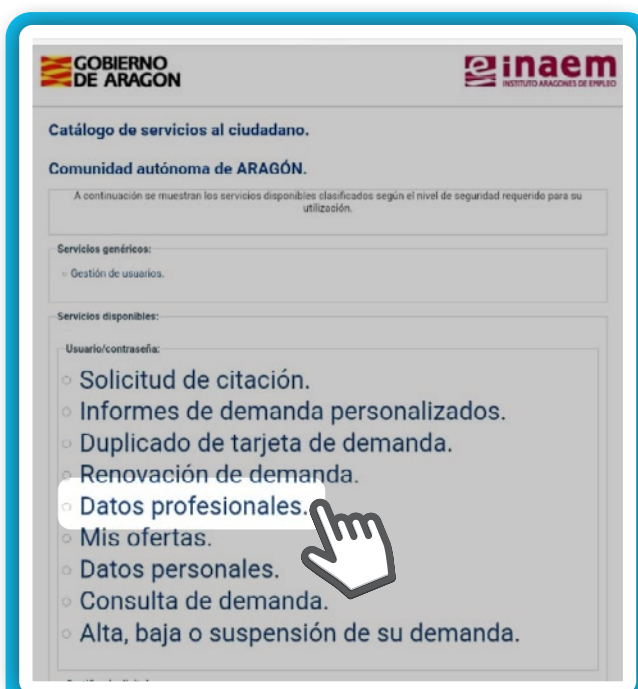 GOBIERNO
DE ARAGON
inaem
INSTITUTO ARAGONÉS DE EMPLEO
Catálogo de servicios al ciudadano.
Comunidad autónoma de ARAGÓN.
A continuación se muestran los servicios disponibles clasificados según el nivel de seguridad requerido para su
utilización.
Servicios genéricos:
Gestión de usuarios.
Servicios disponibles:
Usuario/contraseña:
Solicitud de citación.
Informes de demanda personalizados.
Duplicado de tarjeta de demanda.
Renovación de demanda.
Datos profesionales.
Mis ofertas.
Datos personales.
Consulta de demanda.
Alta, baja o suspensión de su demanda.